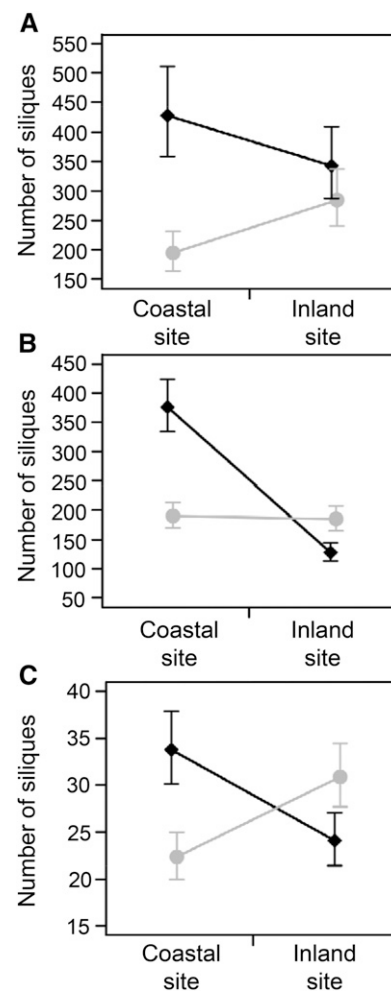 A
Number of siliques
550
500
450
400
350
300
250
200
150
Coastal
site
Inland
site
B
Number of siliques
450
400
350
300
250
200
150
100
50
Coastal
site
Inland
site
C
Number of siliques
40
35
30
25
20
15
Coastal
site
Inland
site